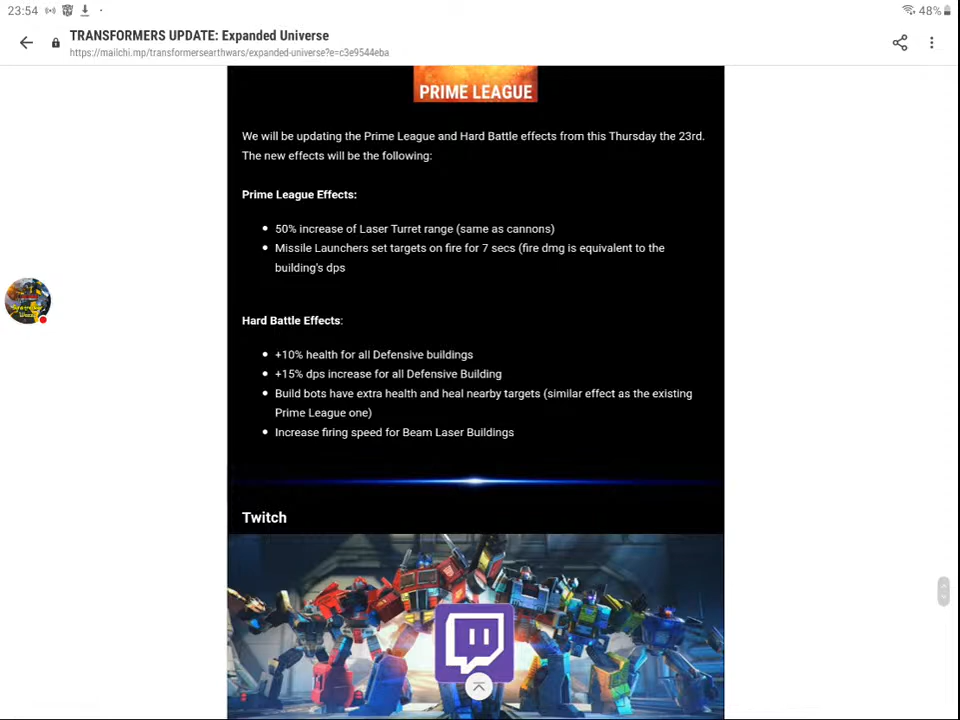 23:54
48%
TRANSFORMERS UPDATE: Expanded Universe
https://mailchi.mp/transformersearthwars/expanded-universe?e=c3e9544eba
PRIME LEAGUE
We will be updating the Prime League and Hard Battle effects from this Thursday the 23rd.
The new effects will be the following:
Prime League Effects:
50% increase of Laser Turret range (same as cannons)
Missile Launchers set targets on fire for 7 secs (fire dmg is equivalent to the
building's dps
Hard Battle Effects:
+10% health for all Defensive buildings
+15% dps increase for all Defensive Building
Build bots have extra health and heal nearby targets (similar effect as the existing
Prime League one)
Increase firing speed for Beam Laser Buildings
Twitch